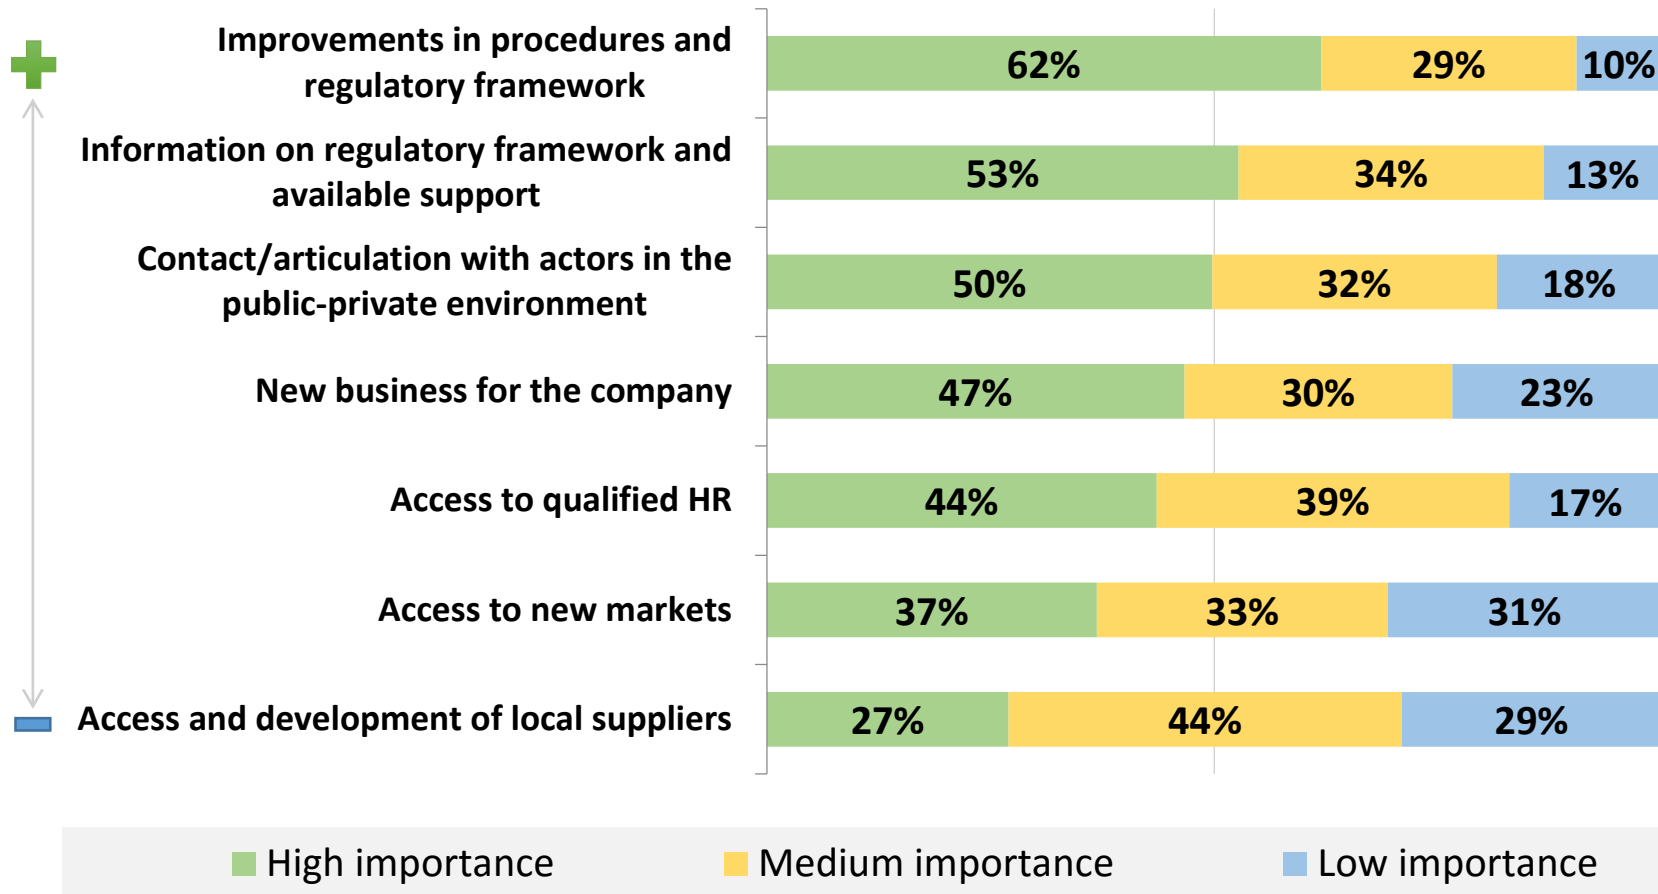 Improvements in procedures and
regulatory framework
62% 29% 10%
Information on regulatory framework and
available support
53% 34% 13%
Contact/articulation with actors in the
public-private environment
50% 32% 18%
New business for the company
47% 30% 23%
Access to qualified HR
44% 39% 17%
Access to new markets
37% 33% 31%
Access and development of local suppliers
27% 44% 29%
High importance Medium importance Low importance